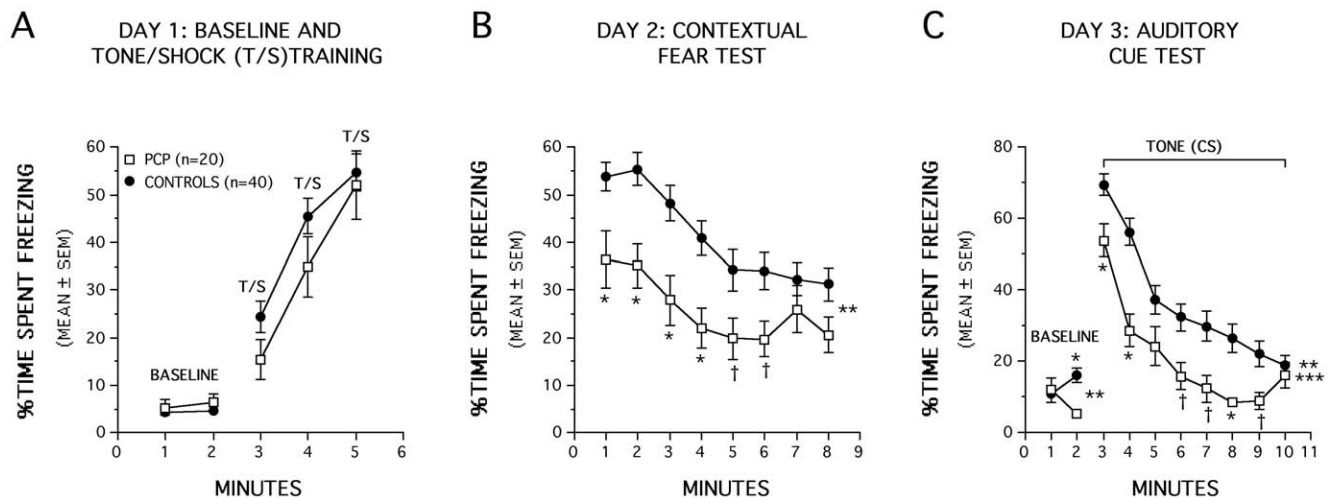 A
DAY 1: BASELINE AND
TONE/SHOCK (T/S)TRAINING
%TIME SPENT FREEZING
(MEAN ± SEM)
60
50
40
30
20
10
0
PCP (n=20)
CONTROLS (n=40)
T/S
T/S
T/S
BASELINE
0 1 2 3 4 5 6
MINUTES
B
DAY 2: CONTEXTUAL
FEAR TEST
%TIME SPENT FREEZING
(MEAN ± SEM)
60
50
40
30
20
10
0
* * * * † †
**
0 1 2 3 4 5 6 7 8 9
MINUTES
C
DAY 3: AUDITORY
CUE TEST
%TIME SPENT FREEZING
(MEAN ± SEM)
80
60
40
20
0
TONE (CS)
*
BASELINE
*
*
**
***
**
† † * †
0 1 2 3 4 5 6 7 8 9 10 11
MINUTES